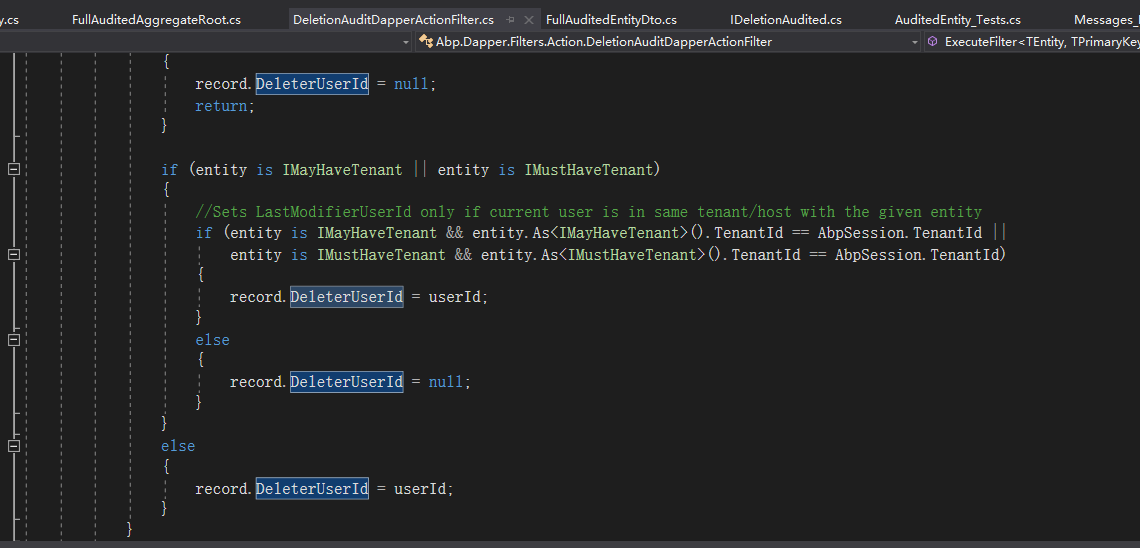 y.cs FullAuditedAggregateRoot.cs DeletionAuditDapperActionFilter.cs FullAuditedEntityDto.cs IDeletionAudited.cs AuditedEntity_Tests.cs Messages_
Abp.Dapper.Filters.Action.DeletionAuditDapperActionFilter ExecuteFilter<TEntity, TPrimaryKey
{
record.DeleterUserId = null;
return;
}
if (entity is IMayHaveTenant || entity is IMustHaveTenant)
{
//Sets LastModifierUserId only if current user is in same tenant/host with the given entity
if (entity is IMayHaveTenant && entity.As<IMayHaveTenant>().TenantId == AbpSession.TenantId ||
entity is IMustHaveTenant && entity.As<IMustHaveTenant>().TenantId == AbpSession.TenantId)
{
record.DeleterUserId = userId;
}
else
{
record.DeleterUserId = null;
}
}
else
{
record.DeleterUserId = userId;
}
}